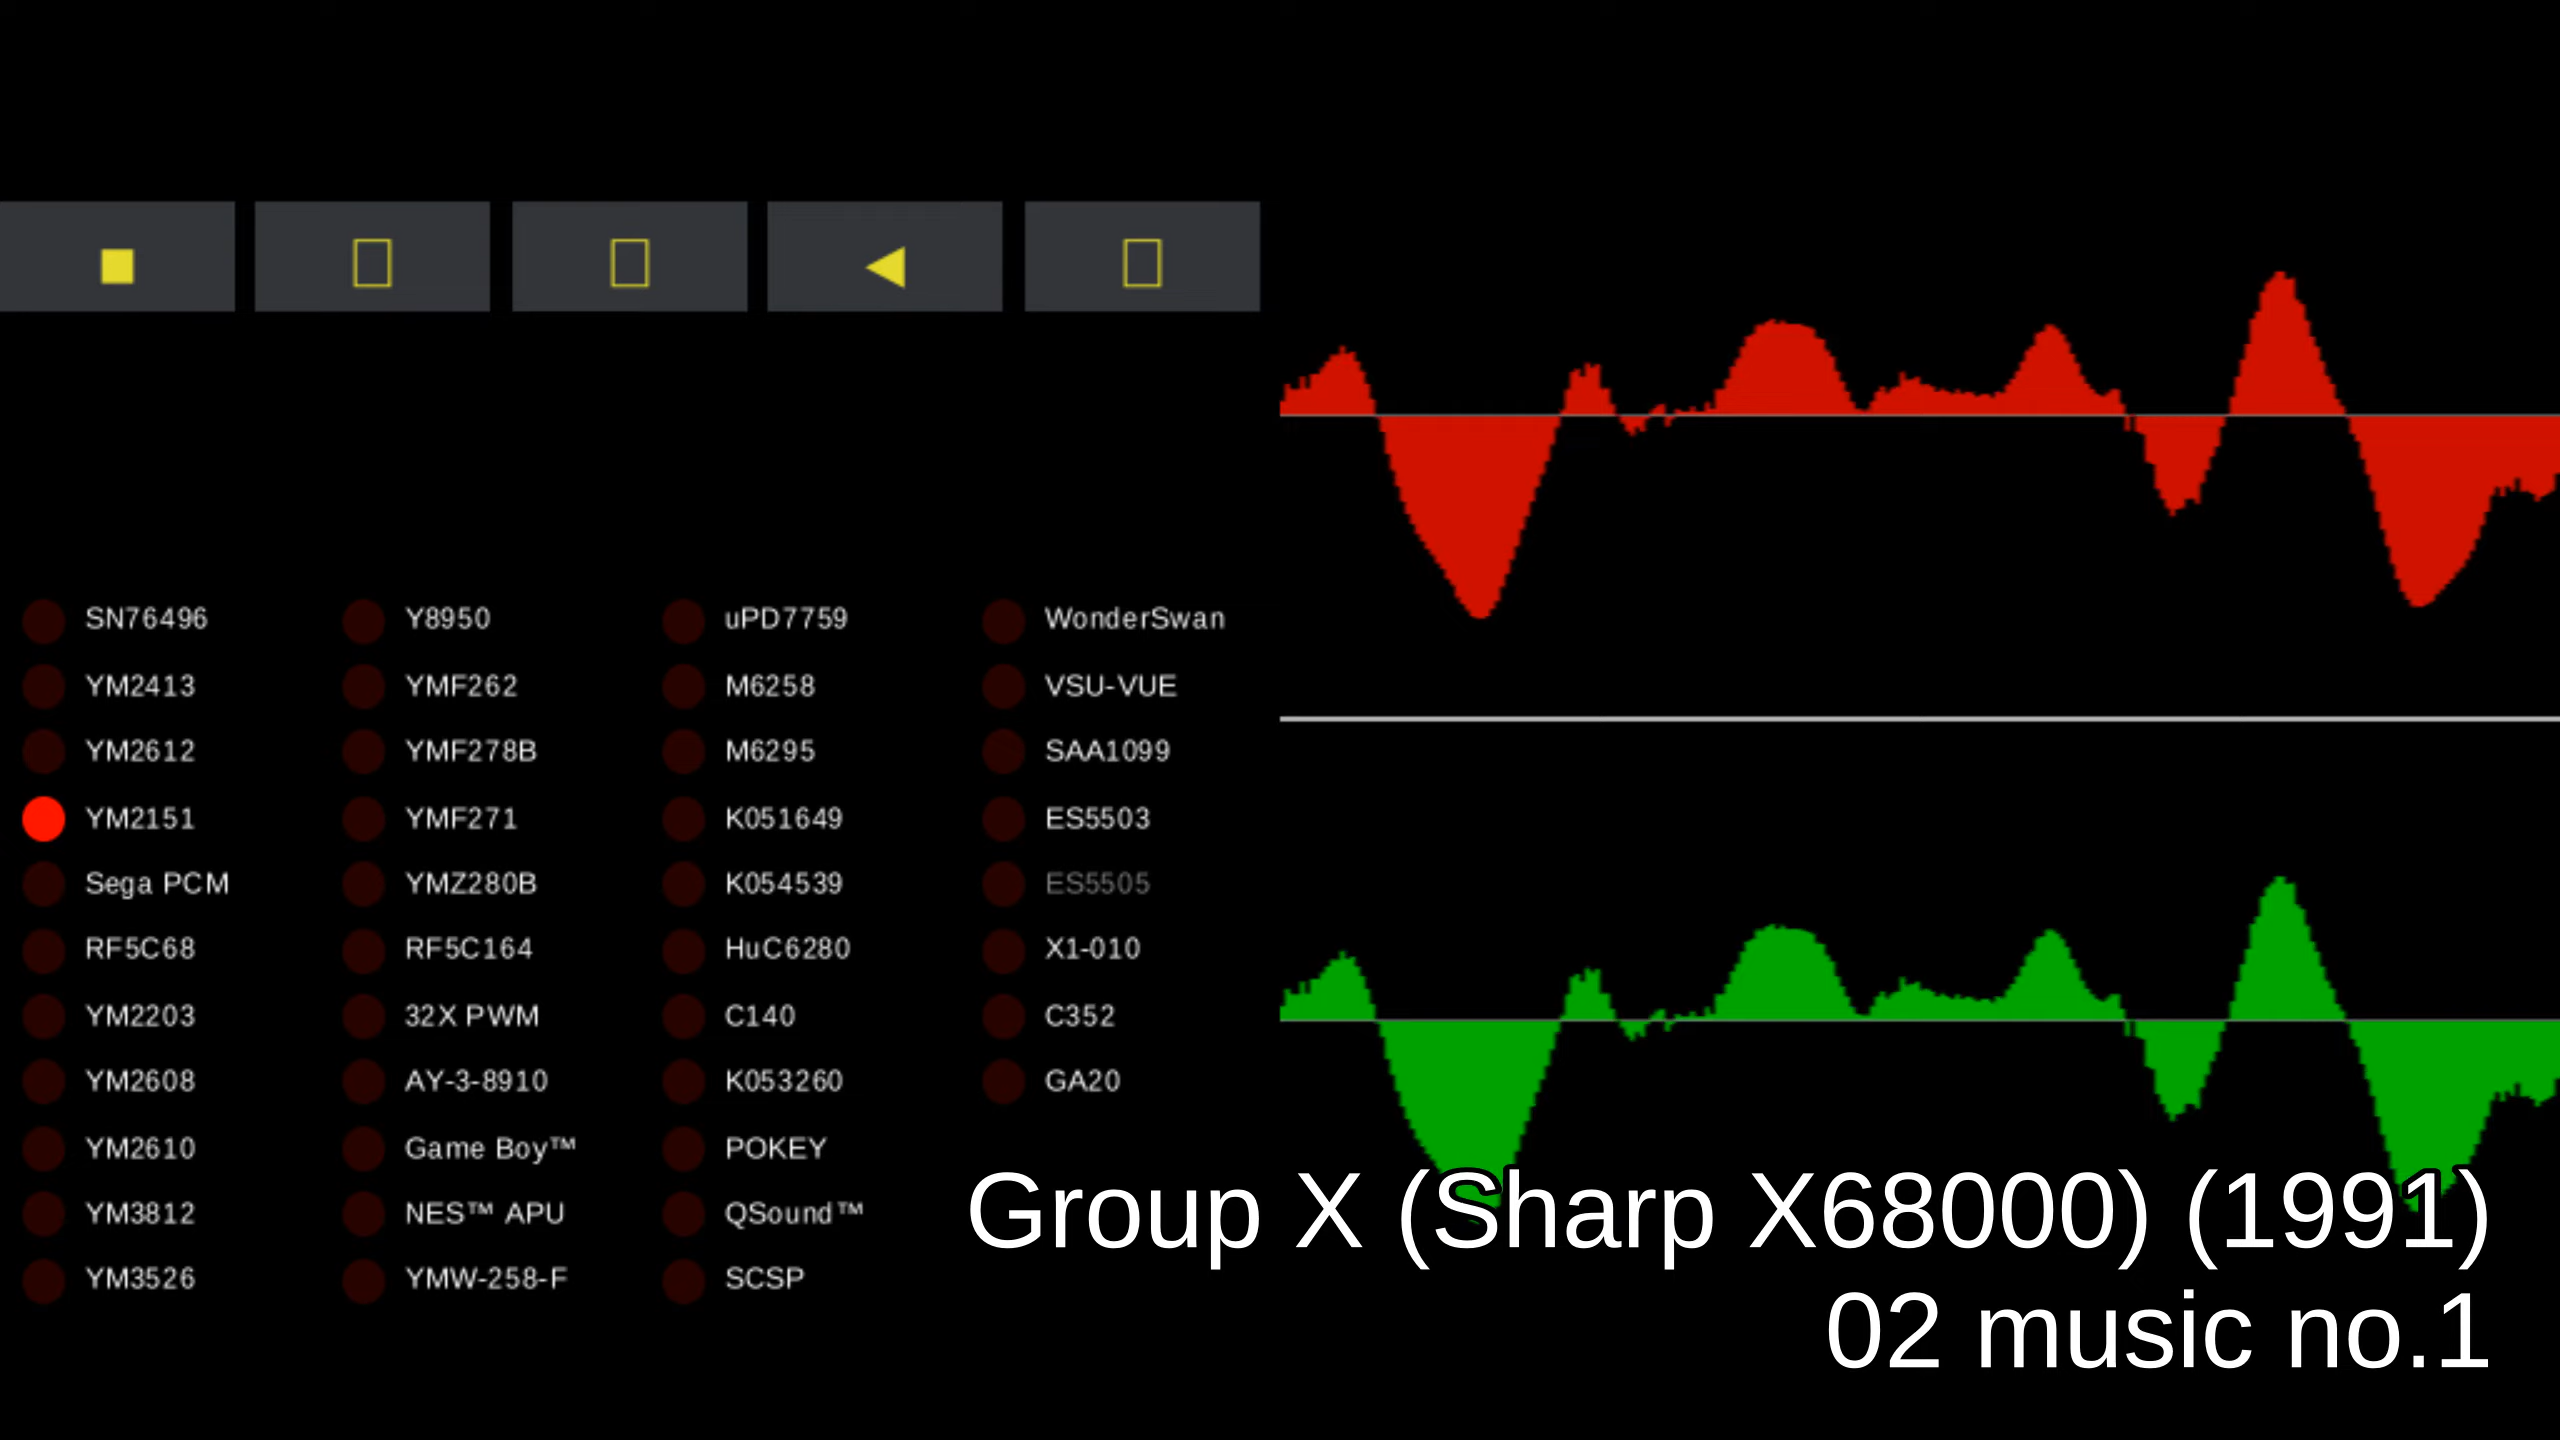 SN76496
YM2413
YM2612
YM2151
Sega PCM
RF5C68
YM2203
YM2608
YM2610
YM3812
YM3526
Y8950
YMF262
YMF278B
YMF271
YMZ280B
RF5C164
32X PWM
AY-3-8910
Game Boy™
NES™ APU
YMW-258-F
uPD7759
M6258
M6295
K051649
K054539
HuC6280
C140
K053260
POKEY
QSound™
SCSP
WonderSwan
VSU-VUE
SAA1099
ES5503
ES5505
X1-010
C352
GA20
Group X (Sharp X68000) (1991)
02 music no.1